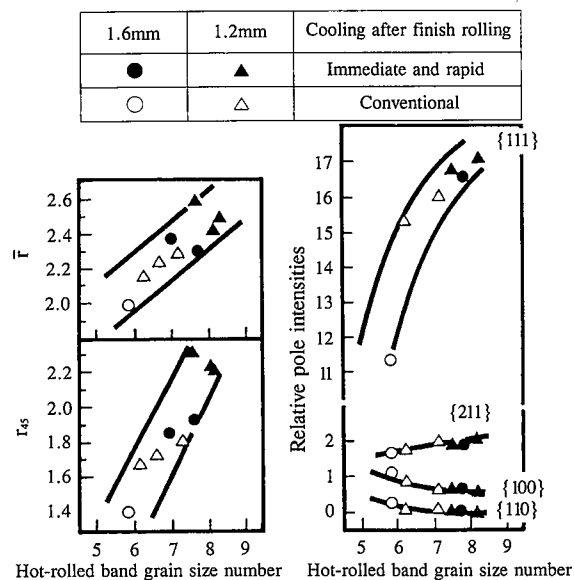 1.6mm 1.2mm Cooling after finish rolling
Immediate and rapid
Conventional
2.6
2.4
2.2
2.0
r̄
2.2
2.0
1.8
1.6
1.4
r₄₅
5 6 7 8 9
Hot-rolled band grain size number
{111}
17
16
15
14
13
12
11
Relative pole intensities
{211}
2
1
0
{100}
{110}
5 6 7 8 9
Hot-rolled band grain size number